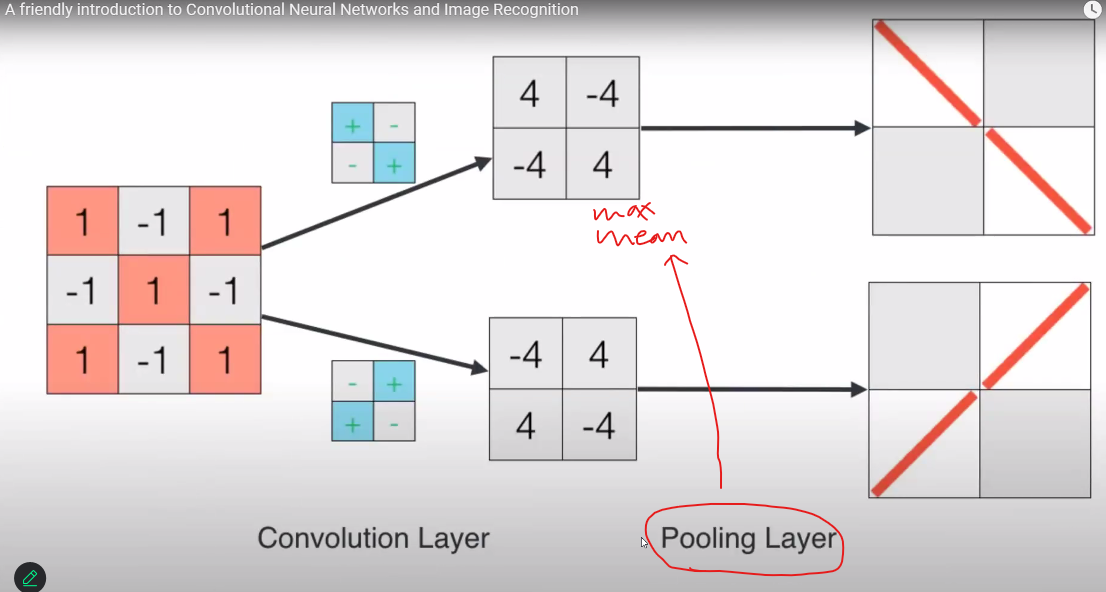 A friendly introduction to Convolutional Neural Networks and Image Recognition
4 -4
+ -
-4 4
- +
max
mean
1 -1 1
-1 1 -1
1 -1 1
-4 4
- +
4 -4
+ -
Convolution Layer
Pooling Layer